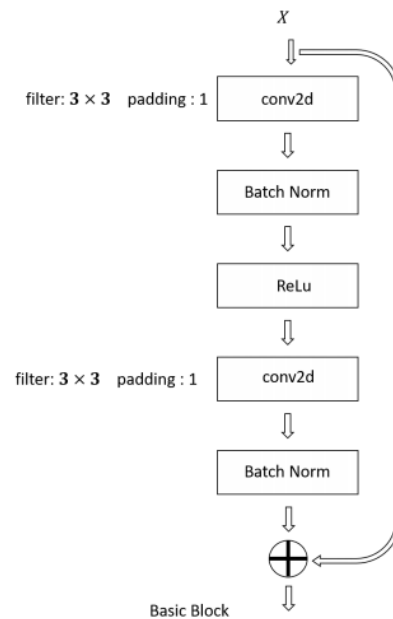 X
filter: 3 × 3 padding : 1
conv2d
Batch Norm
ReLu
filter: 3 × 3 padding : 1
conv2d
Batch Norm
Basic Block